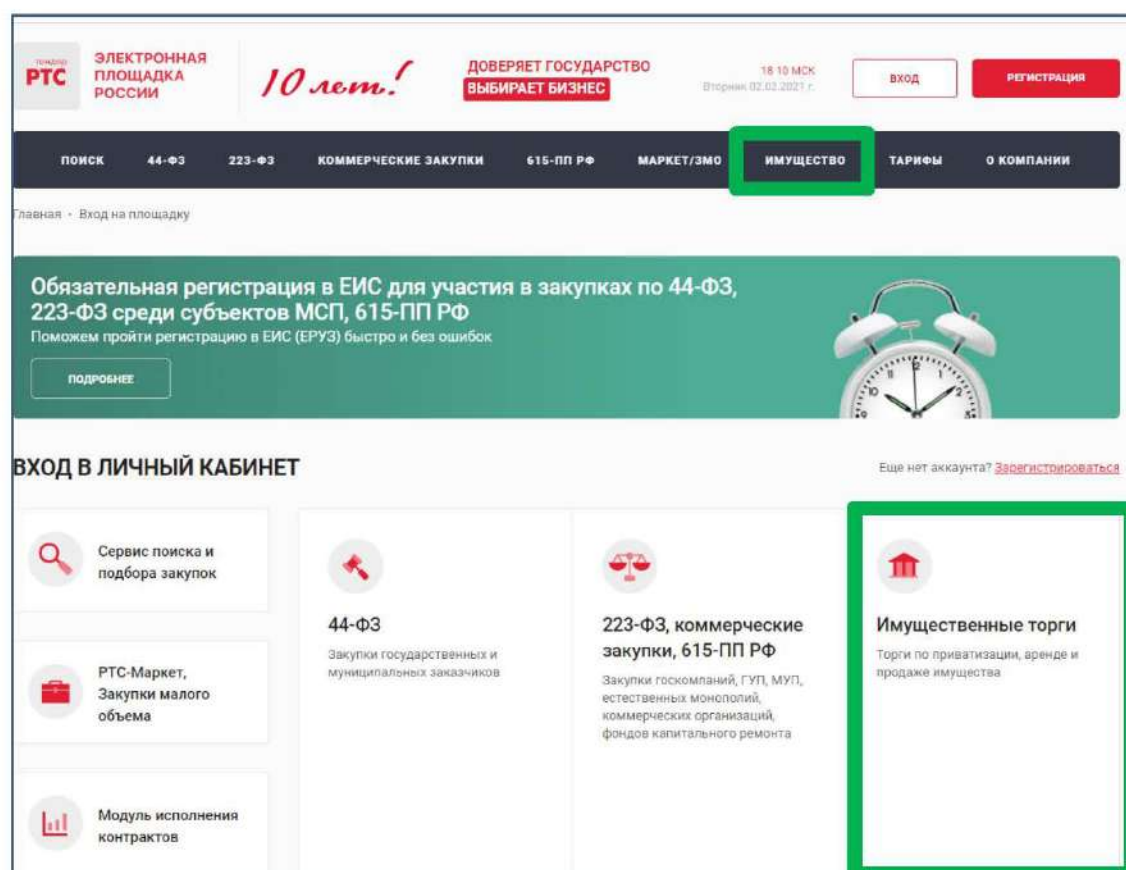 тендер
РТС
ЭЛЕКТРОННАЯ
ПЛОЩАДКА
РОССИИ
10 лет!
ДОВЕРЯЕТ ГОСУДАРСТВО
ВЫБИРАЕТ БИЗНЕС
18 10 МСК
Вторник 02.02.2021 г.
ВХОД
РЕГИСТРАЦИЯ
ПОИСК 44-ФЗ 223-ФЗ КОММЕРЧЕСКИЕ ЗАКУПКИ 615-ПП РФ МАРКЕТ/ЗМО ИМУЩЕСТВО ТАРИФЫ О КОМПАНИИ
Главная • Вход на площадку
Обязательная регистрация в ЕИС для участия в закупках по 44-ФЗ,
223-ФЗ среди субъектов МСП, 615-ПП РФ
Поможем пройти регистрацию в ЕИС (ЕРУЗ) быстро и без ошибок
ПОДРОБНЕЕ
ВХОД В ЛИЧНЫЙ КАБИНЕТ
Еще нет аккаунта? Зарегистрироваться
Сервис поиска и
подбора закупок
РТС-Маркет,
Закупки малого
объема
Модуль исполнения
контрактов
44-ФЗ
Закупки государственных и
муниципальных заказчиков
223-ФЗ, коммерческие
закупки, 615-ПП РФ
Закупки госкомпаний, ГУП, МУП,
естественных монополий,
коммерческих организаций,
фондов капитального ремонта
Имущественные торги
Торги по приватизации, аренде и
продаже имущества